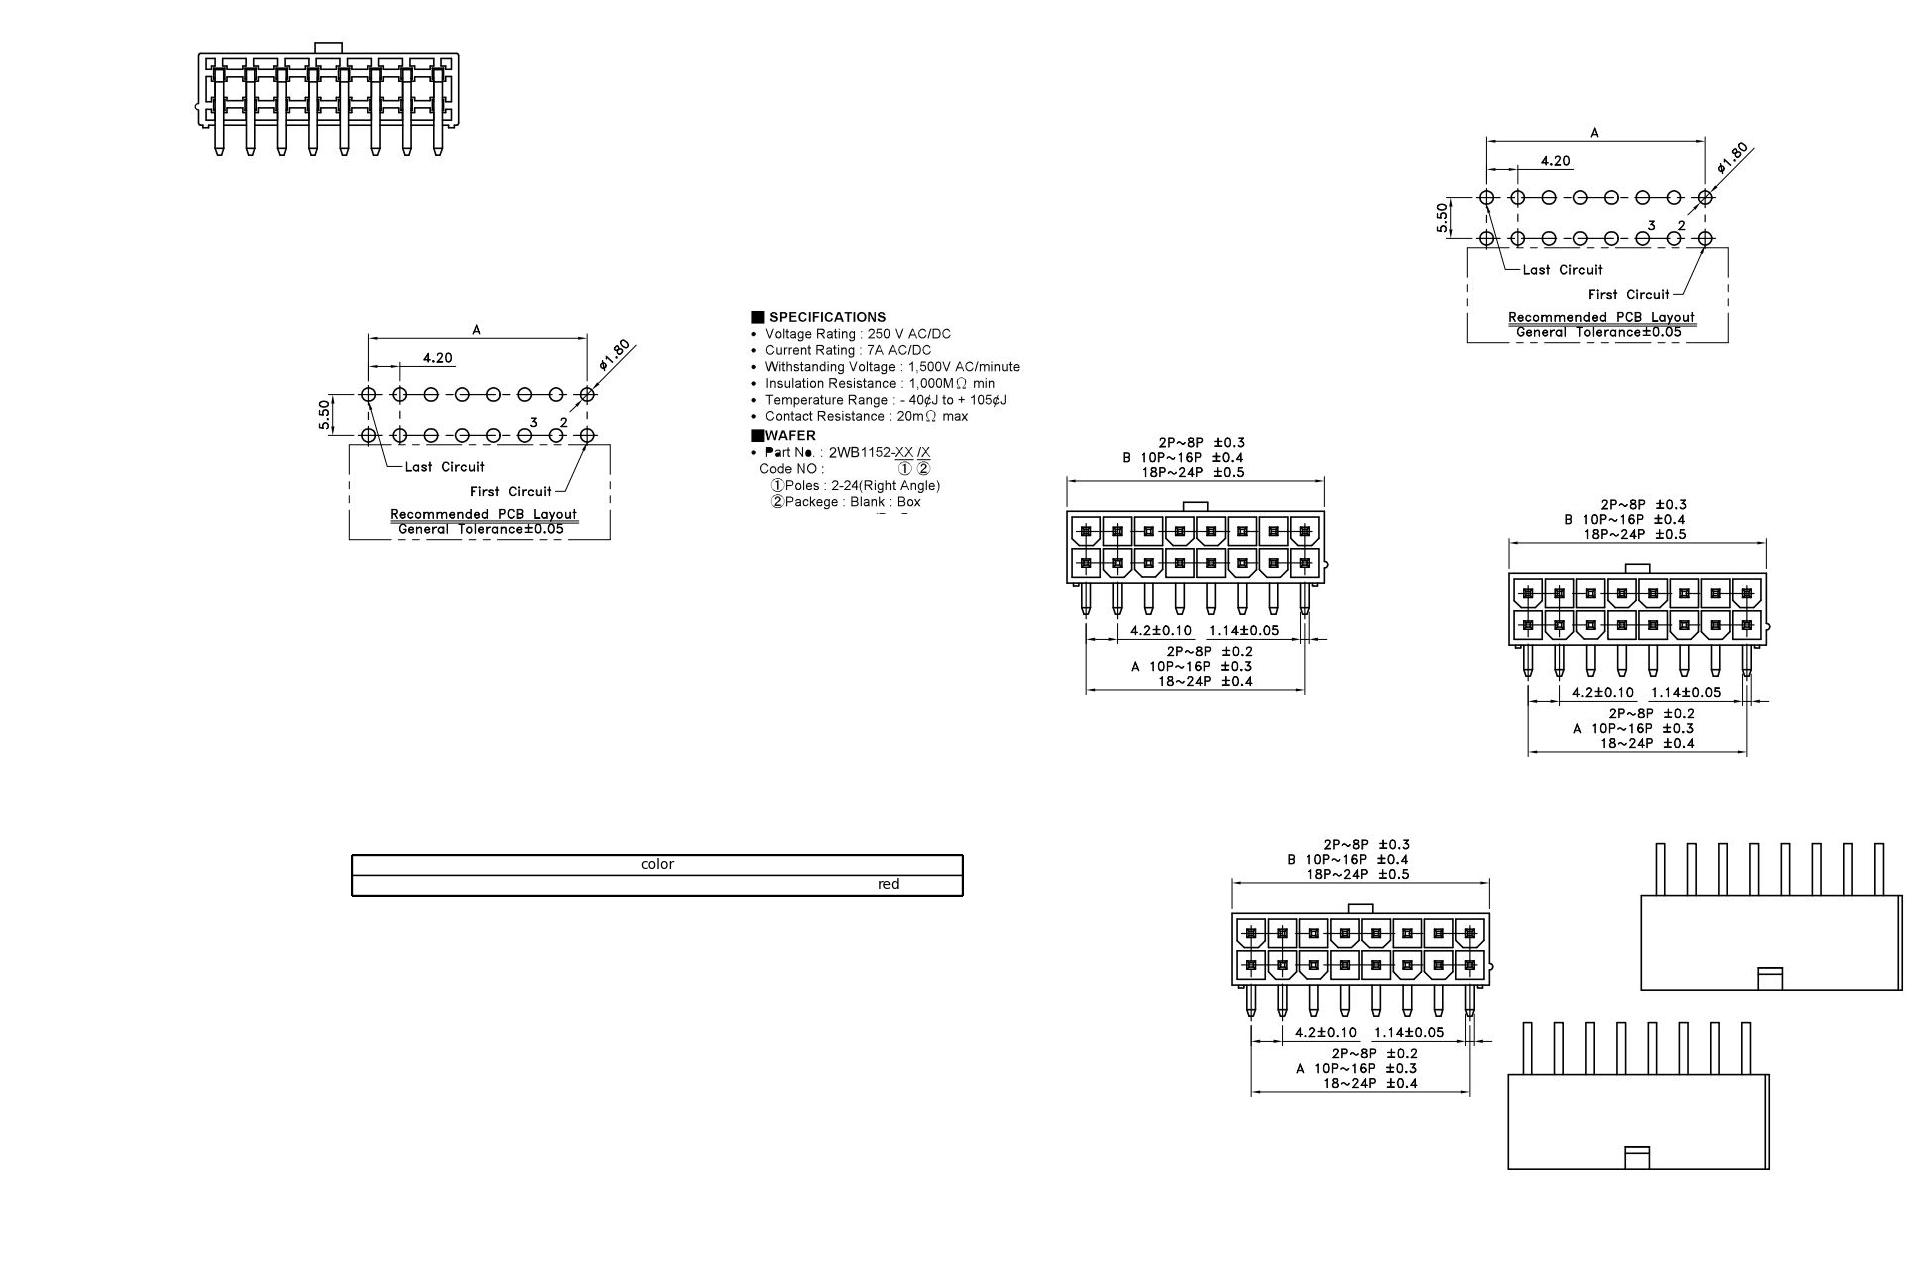 A
4.20
ø1.80
5.50
3 2
Last Circuit
First Circuit
Recommended PCB Layout
General Tolerance±0.05
A
4.20
ø1.80
5.50
3 2
Last Circuit
First Circuit
Recommended PCB Layout
General Tolerance±0.05
■ SPECIFICATIONS
• Voltage Rating : 250 V AC/DC
• Current Rating : 7A AC/DC
• Withstanding Voltage : 1,500V AC/minute
• Insulation Resistance : 1,000MΩ min
• Temperature Range : - 40¢J to + 105¢J
• Contact Resistance : 20mΩ max
■WAFER
• Part No. : 2WB1152-XX /X
Code NO : ① ②
①Poles : 2-24(Right Angle)
②Packege : Blank : Box
2P~8P ±0.3
B 10P~16P ±0.4
18P~24P ±0.5
4.2±0.10 1.14±0.05
2P~8P ±0.2
A 10P~16P ±0.3
18~24P ±0.4
2P~8P ±0.3
B 10P~16P ±0.4
18P~24P ±0.5
4.2±0.10 1.14±0.05
2P~8P ±0.2
A 10P~16P ±0.3
18~24P ±0.4
color
red
2P~8P ±0.3
B 10P~16P ±0.4
18P~24P ±0.5
4.2±0.10 1.14±0.05
2P~8P ±0.2
A 10P~16P ±0.3
18~24P ±0.4